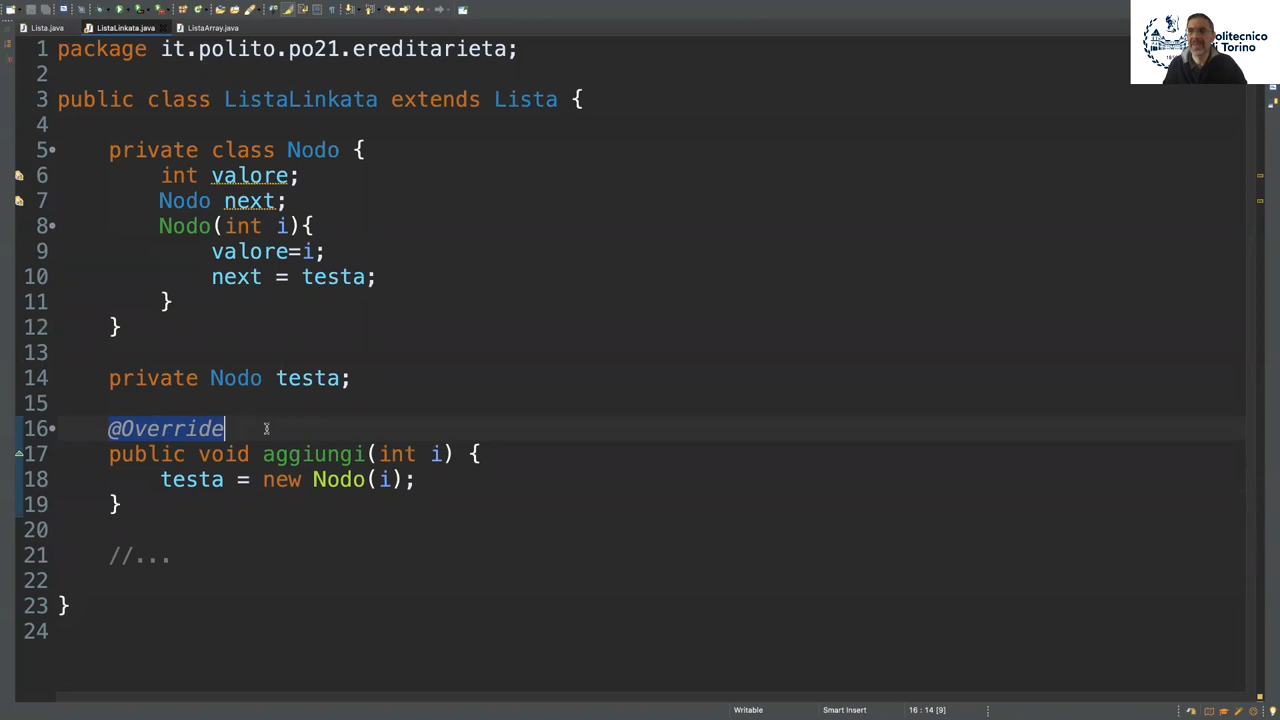 Lista.java ListaLinkata.java ListaArray.java
Politecnico
di Torino
1 package it.polito.po21.ereditarieta;
2
3 public class ListaLinkata extends Lista {
4
5 private class Nodo {
6 int valore;
7 Nodo next;
8 Nodo(int i){
9 valore=i;
10 next = testa;
11 }
12 }
13
14 private Nodo testa;
15
16 @Override
17 public void aggiungi(int i) {
18 testa = new Nodo(i);
19 }
20
21 //...
22
23 }
24
Writable Smart Insert 16 : 14 [9]